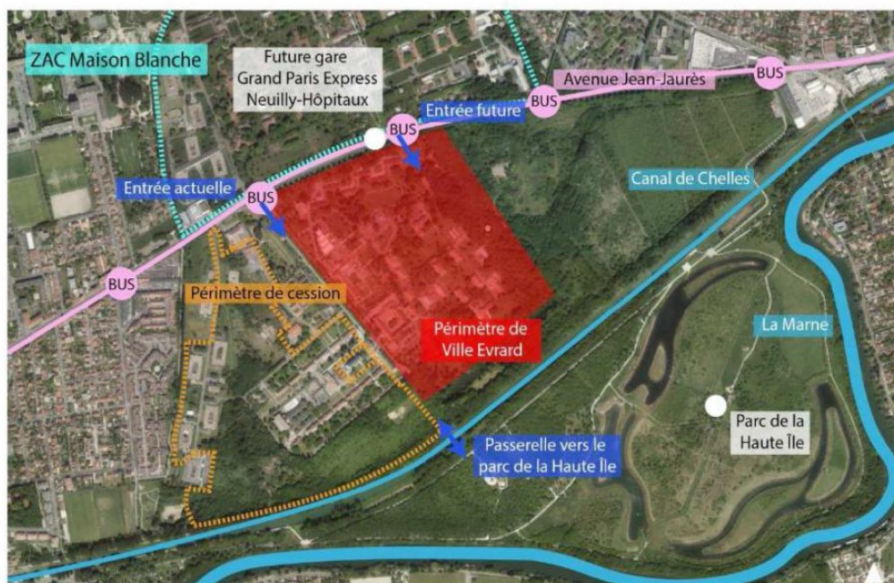 ZAC Maison Blanche
Future gare
Grand Paris Express
Neuilly-Hôpitaux
BUS
Avenue Jean-Jaurès
BUS
BUS
Entrée future
Entrée actuelle
BUS
Canal de Chelles
BUS
Périmètre de cession
Périmètre de
Ville Evrard
La Marne
Parc de la
Haute Île
Passerelle vers le
parc de la Haute Île